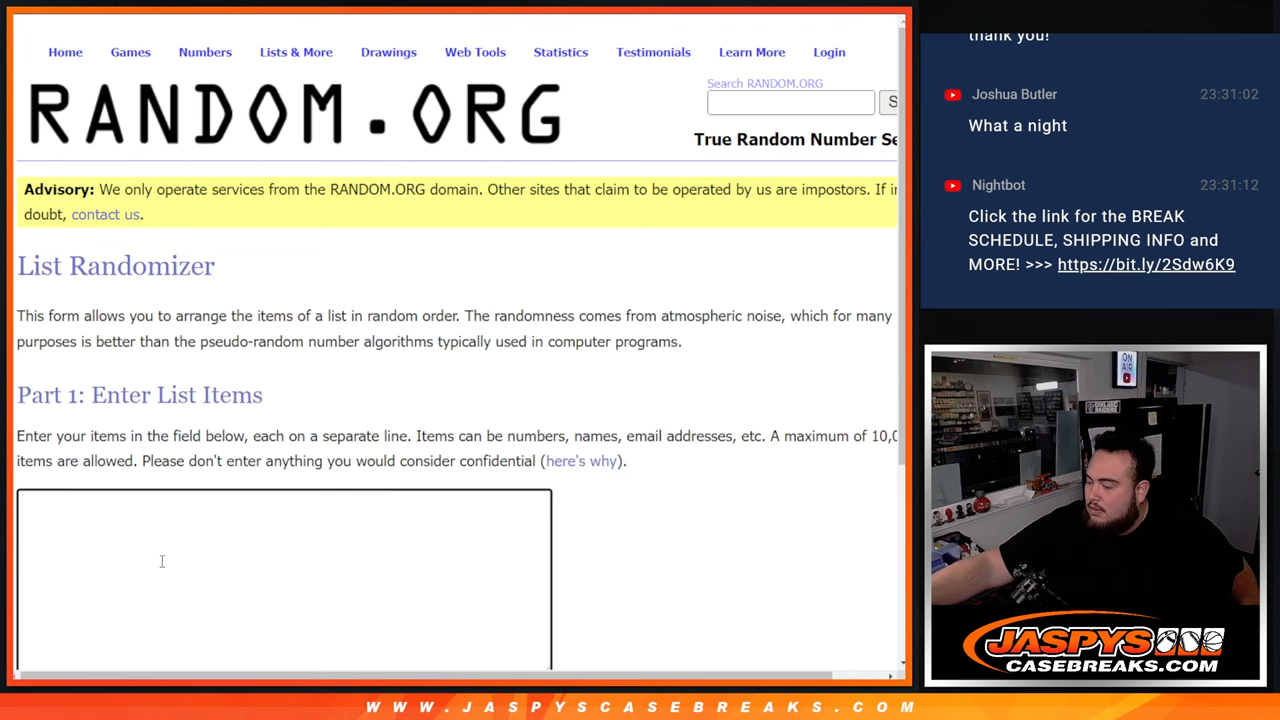 Home Games Numbers Lists & More Drawings Web Tools Statistics Testimonials Learn More Login
RANDOM.ORG
Search RANDOM.ORG
S
True Random Number Se
Advisory: We only operate services from the RANDOM.ORG domain. Other sites that claim to be operated by us are impostors. If in
doubt, contact us.
List Randomizer
This form allows you to arrange the items of a list in random order. The randomness comes from atmospheric noise, which for many
purposes is better than the pseudo-random number algorithms typically used in computer programs.
Part 1: Enter List Items
Enter your items in the field below, each on a separate line. Items can be numbers, names, email addresses, etc. A maximum of 10,0
items are allowed. Please don't enter anything you would consider confidential (here's why).
thank you!
Joshua Butler 23:31:02
What a night
Nightbot 23:31:12
Click the link for the BREAK
SCHEDULE, SHIPPING INFO and
MORE! >>> https://bit.ly/2Sdw6K9
ON
AIR
JASPYS
CASEBREAKS.COM
WWW.JASPYSCASEBREAKS.COM